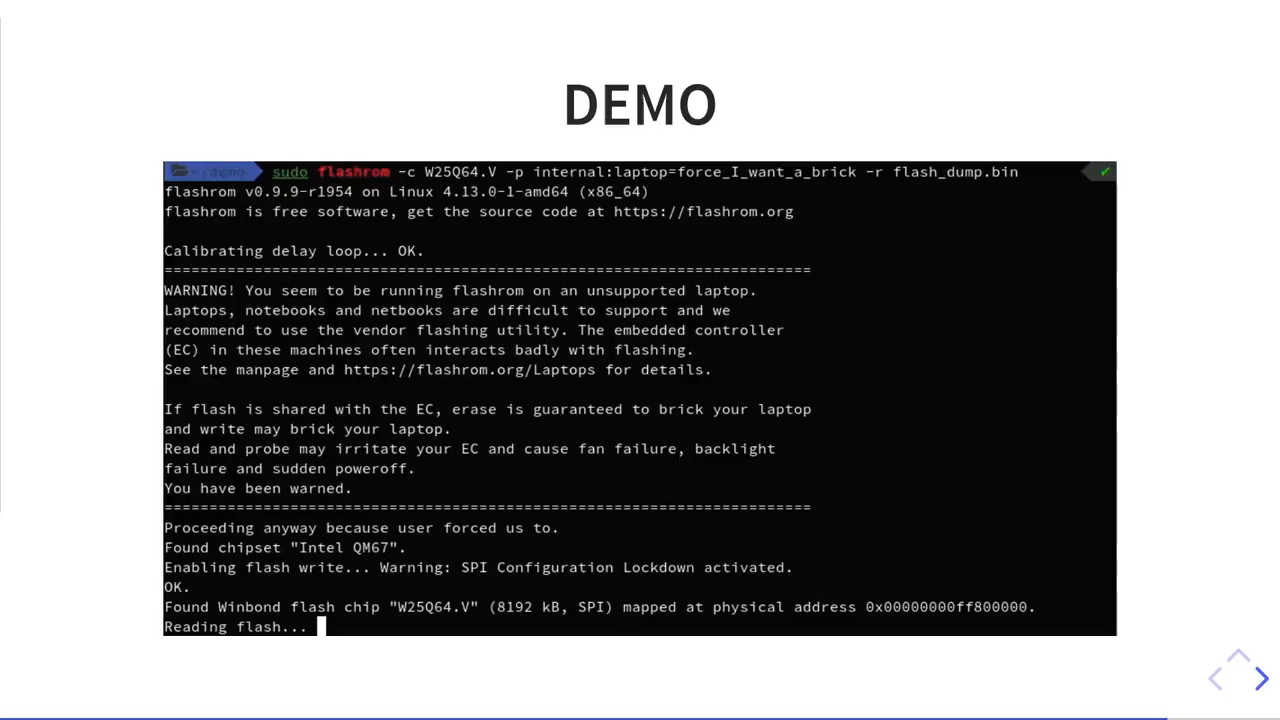 DEMO
~/demo sudo flashrom -c W25Q64.V -p internal:laptop=force_I_want_a_brick -r flash_dump.bin ✔
flashrom v0.9.9-r1954 on Linux 4.13.0-1-amd64 (x86_64)
flashrom is free software, get the source code at https://flashrom.org
Calibrating delay loop... OK.
========================================================================
WARNING! You seem to be running flashrom on an unsupported laptop.
Laptops, notebooks and netbooks are difficult to support and we
recommend to use the vendor flashing utility. The embedded controller
(EC) in these machines often interacts badly with flashing.
See the manpage and https://flashrom.org/Laptops for details.
If flash is shared with the EC, erase is guaranteed to brick your laptop
and write may brick your laptop.
Read and probe may irritate your EC and cause fan failure, backlight
failure and sudden poweroff.
You have been warned.
========================================================================
Proceeding anyway because user forced us to.
Found chipset "Intel QM67".
Enabling flash write... Warning: SPI Configuration Lockdown activated.
OK.
Found Winbond flash chip "W25Q64.V" (8192 kB, SPI) mapped at physical address 0x00000000ff800000.
Reading flash...